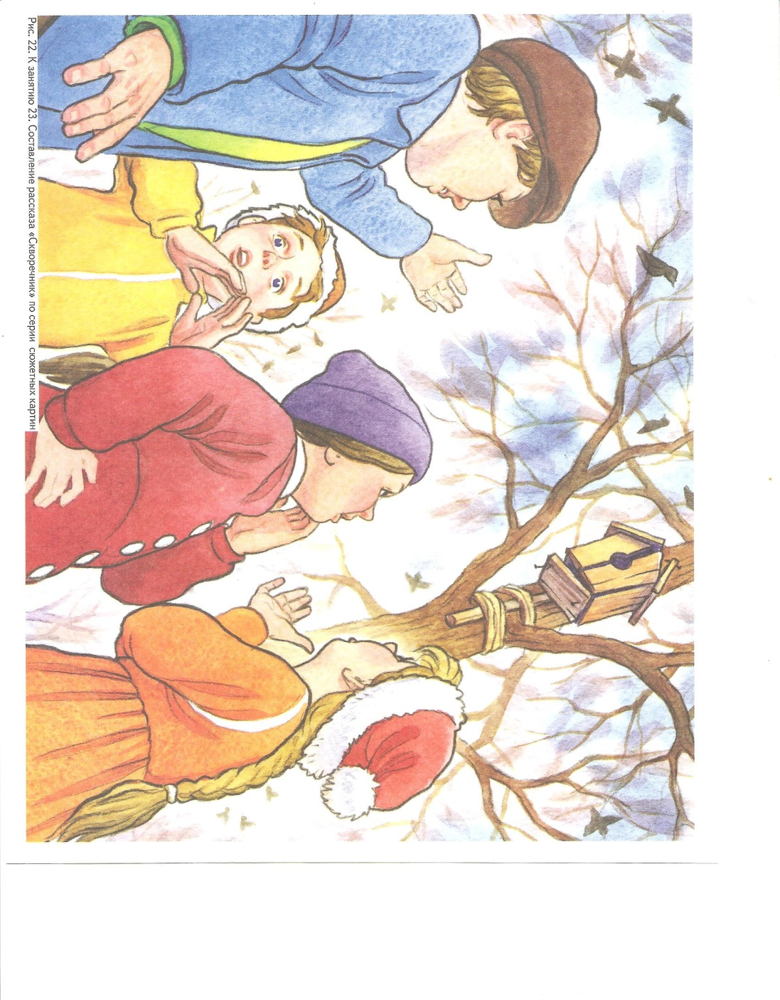 Рис. 22. К занятию 23. Составление рассказа «Скворечник» по серии сюжетных картин